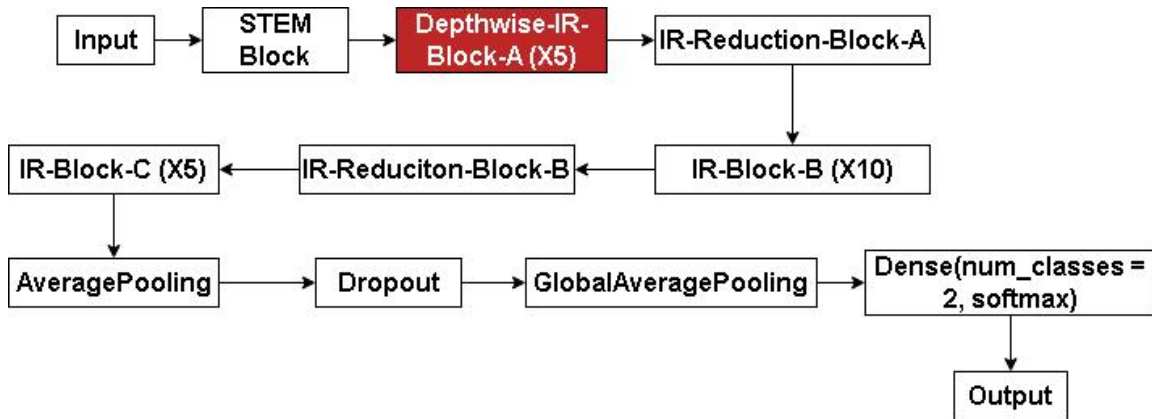 Input
STEM
Block
Depthwise-IR-
Block-A (X5)
IR-Reduction-Block-A
IR-Block-B (X10)
IR-Reduciton-Block-B
IR-Block-C (X5)
AveragePooling
Dropout
GlobalAveragePooling
Dense(num_classes =
2, softmax)
Output